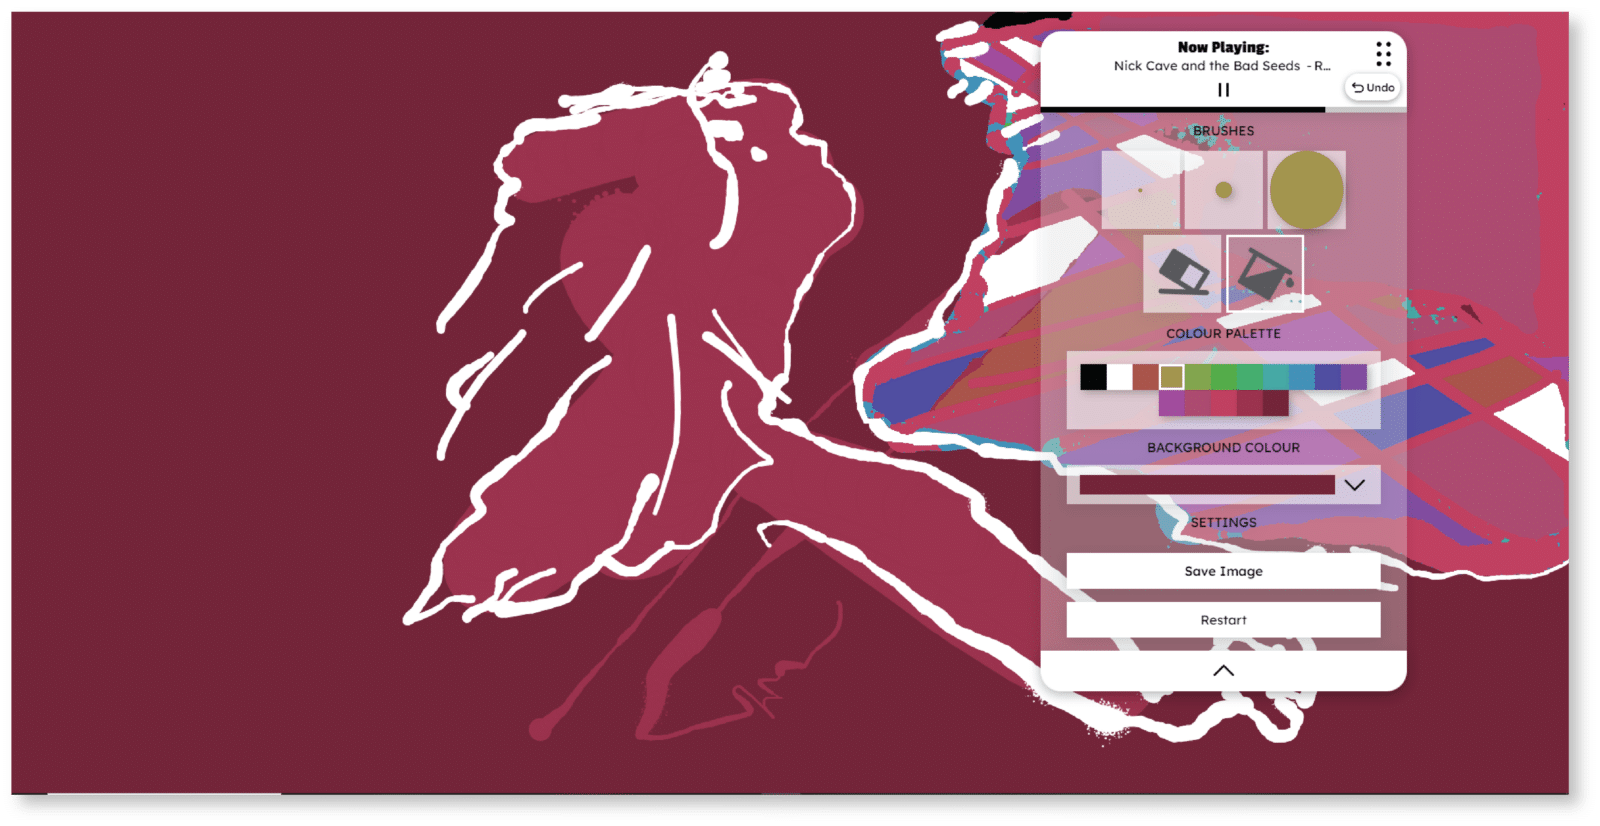 Now Playing:
Nick Cave and the Bad Seeds - R...
Undo
BRUSHES
COLOUR PALETTE
BACKGROUND COLOUR
SETTINGS
Save Image
Restart